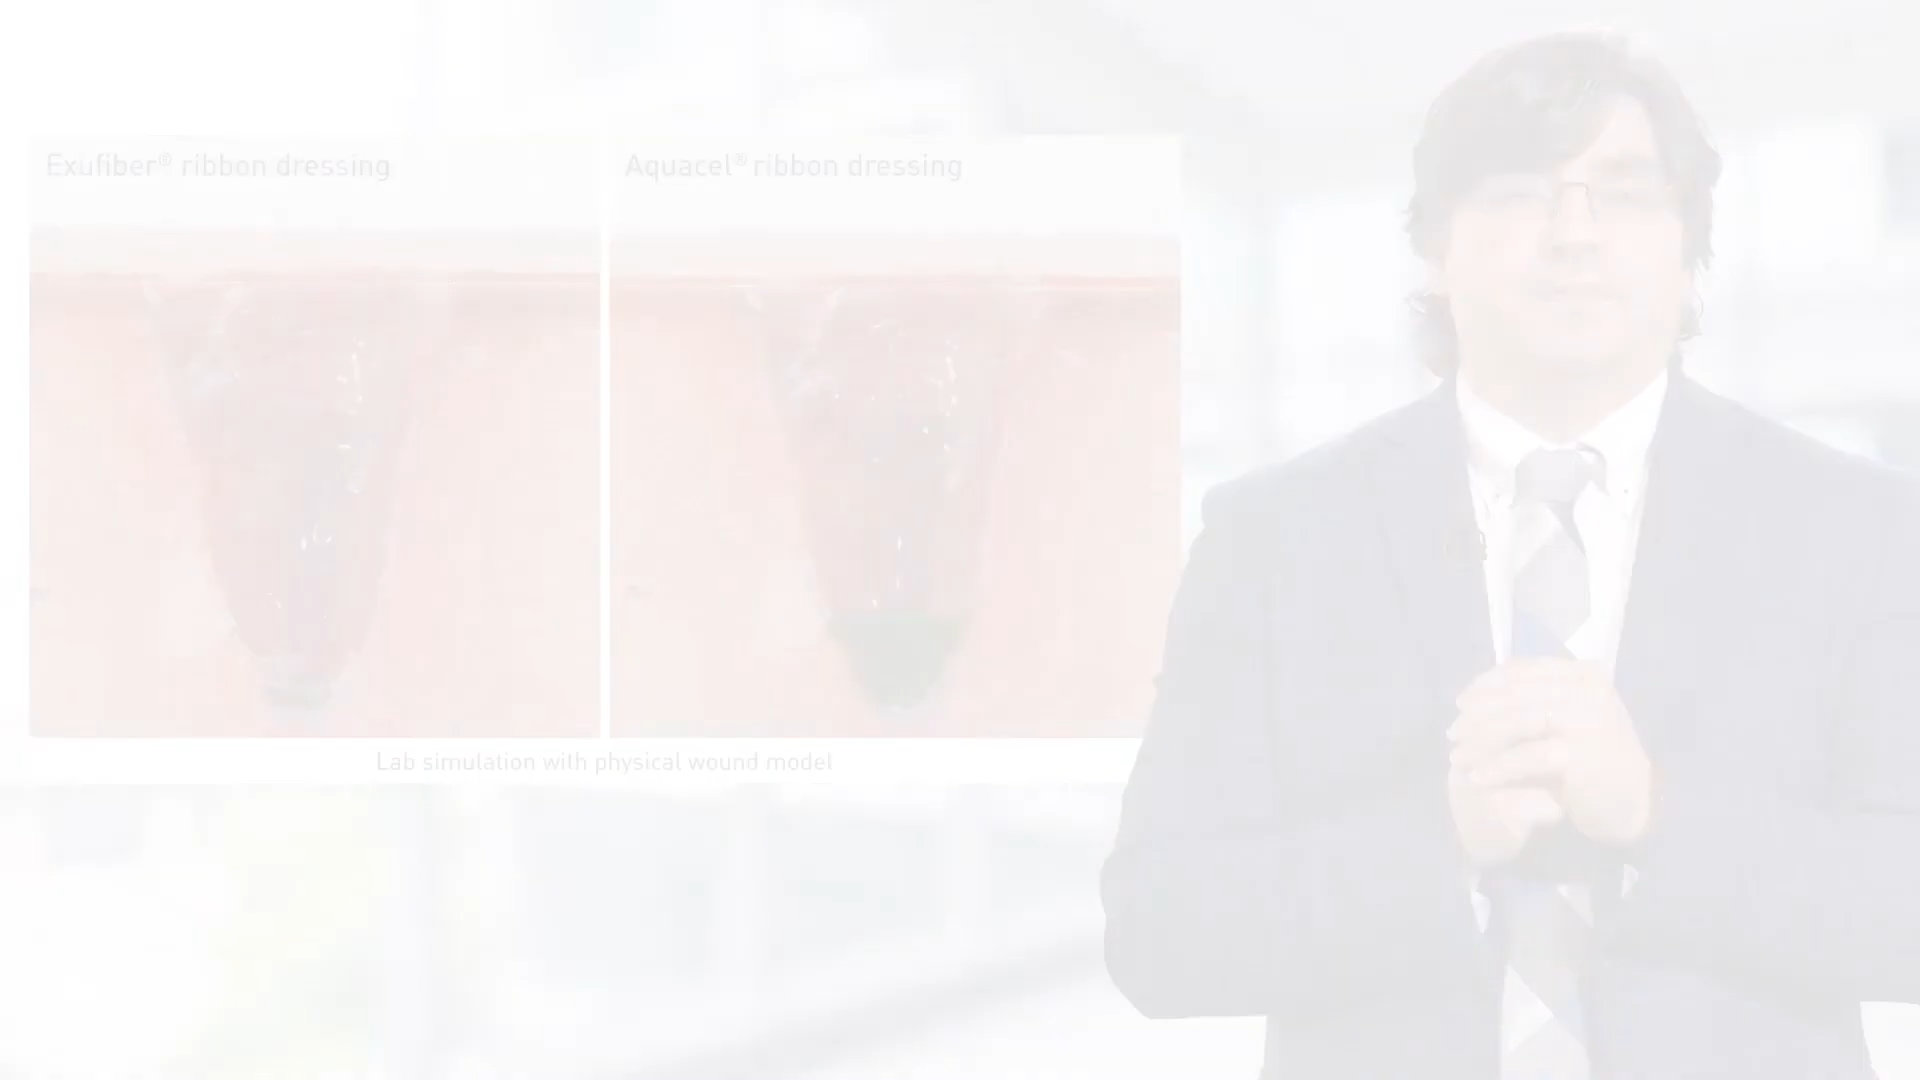 Exufiber® ribbon dressing
Aquacel® ribbon dressing
Lab simulation with physical wound model